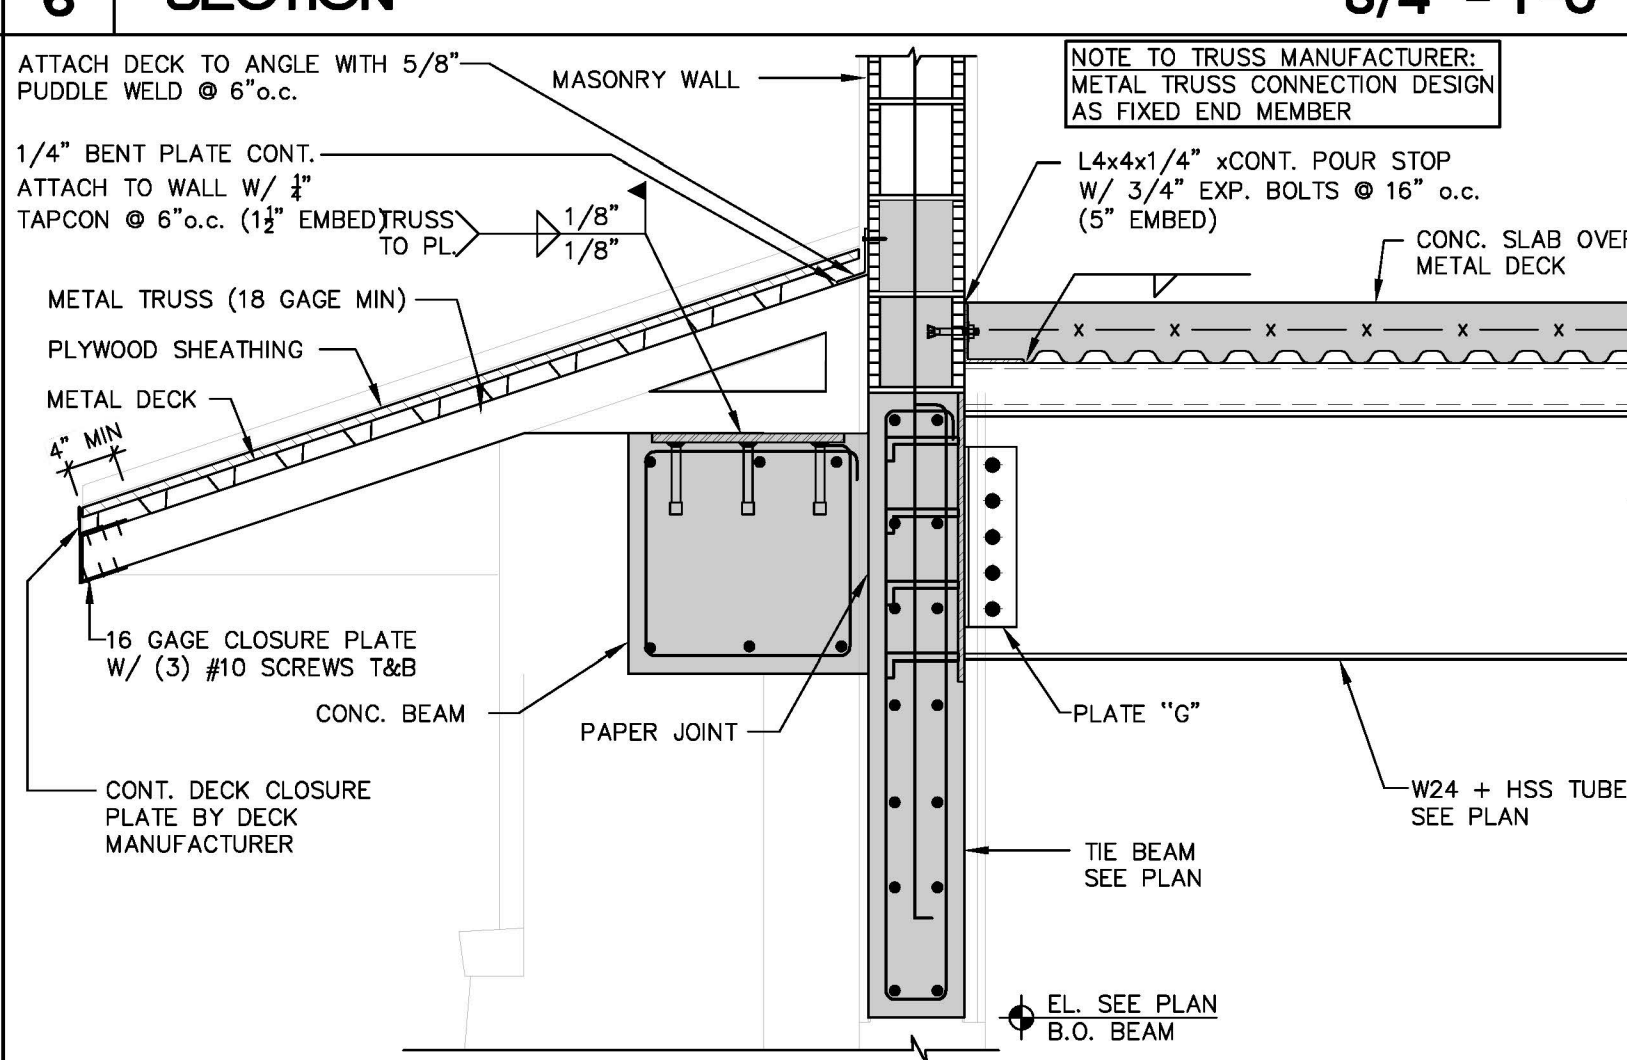 6 SECTION 3/4" = 1'-0
ATTACH DECK TO ANGLE WITH 5/8"
PUDDLE WELD @ 6"o.c.
MASONRY WALL
NOTE TO TRUSS MANUFACTURER:
METAL TRUSS CONNECTION DESIGN
AS FIXED END MEMBER
1/4" BENT PLATE CONT.
ATTACH TO WALL W/ 1/4"
TAPCON @ 6"o.c. (1 1/2" EMBED)
TRUSS
TO PL.
1/8"
1/8"
L4x4x1/4" xCONT. POUR STOP
W/ 3/4" EXP. BOLTS @ 16" o.c.
(5" EMBED)
CONC. SLAB OVER
METAL DECK
METAL TRUSS (18 GAGE MIN)
PLYWOOD SHEATHING
METAL DECK
4" MIN
x x x x x x
16 GAGE CLOSURE PLATE
W/ (3) #10 SCREWS T&B
CONC. BEAM
PAPER JOINT
PLATE "G"
CONT. DECK CLOSURE
PLATE BY DECK
MANUFACTURER
W24 + HSS TUBE
SEE PLAN
TIE BEAM
SEE PLAN
EL. SEE PLAN
B.O. BEAM